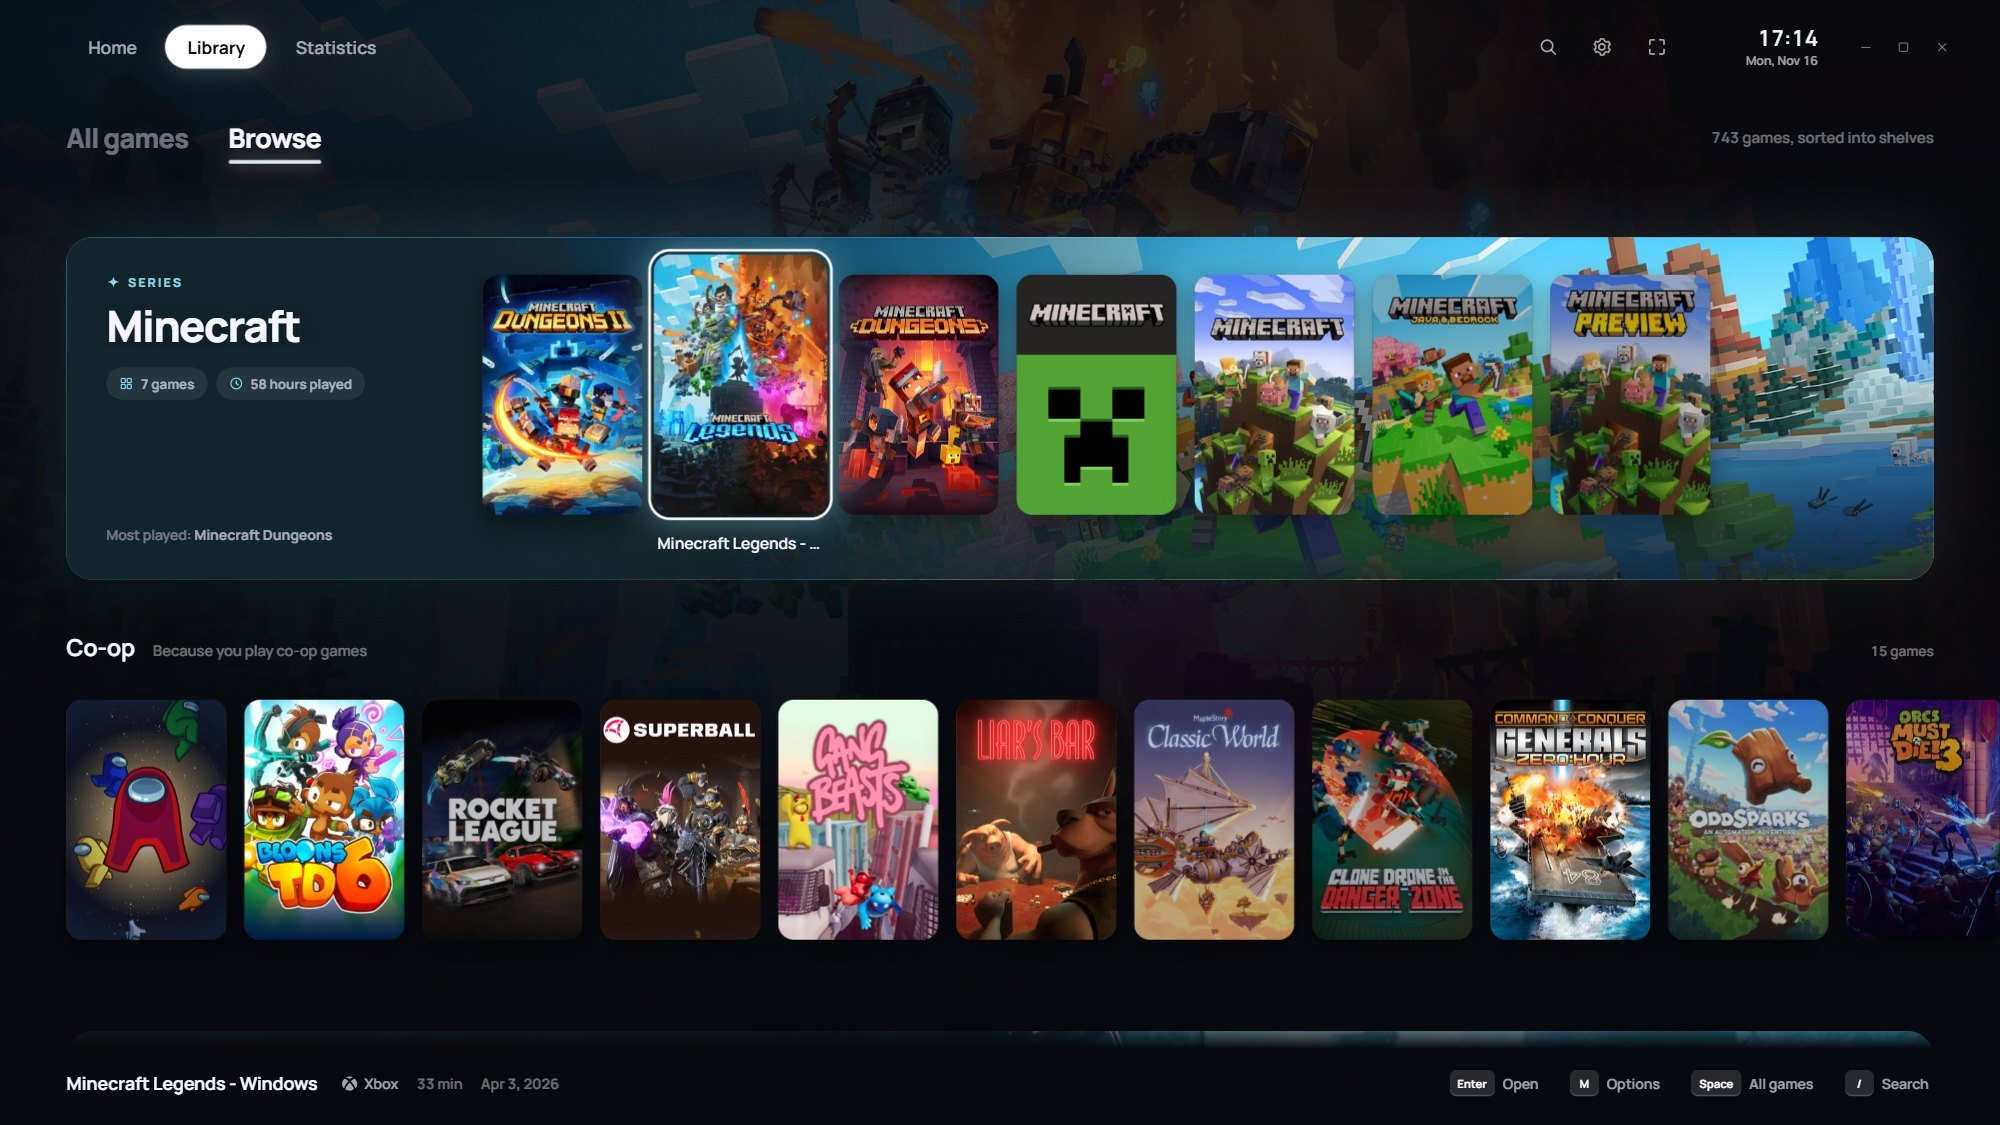 Home
Library
Statistics
17:14
Mon, Nov 16
All games
Browse
743 games, sorted into shelves
SERIES
Minecraft
7 games
58 hours played
Most played: Minecraft Dungeons
MINECRAFT
DUNGEONS II
MINECRAFT
Legends
Minecraft Legends - ...
MINECRAFT
DUNGEONS
MINECRAFT
MINECRAFT
MINECRAFT
JAVA & BEDROCK
MINECRAFT
PREVIEW
Co-op
Because you play co-op games
15 games
BLOONS
TD6
ROCKET
LEAGUE
SUPERBALL
GANG
BEASTS
LIAR'S BAR
MapleStory
Classic World
CLONE DRONE IN THE
DANGER ZONE
COMMAND & CONQUER
GENERALS
ZERO:HOUR
84
ODDSPARKS
AN AUTOMATION ADVENTURE
ORCS
MUST
DIE! 3
Minecraft Legends - Windows
Xbox
33 min
Apr 3, 2026
Enter
Open
M
Options
Space
All games
/
Search